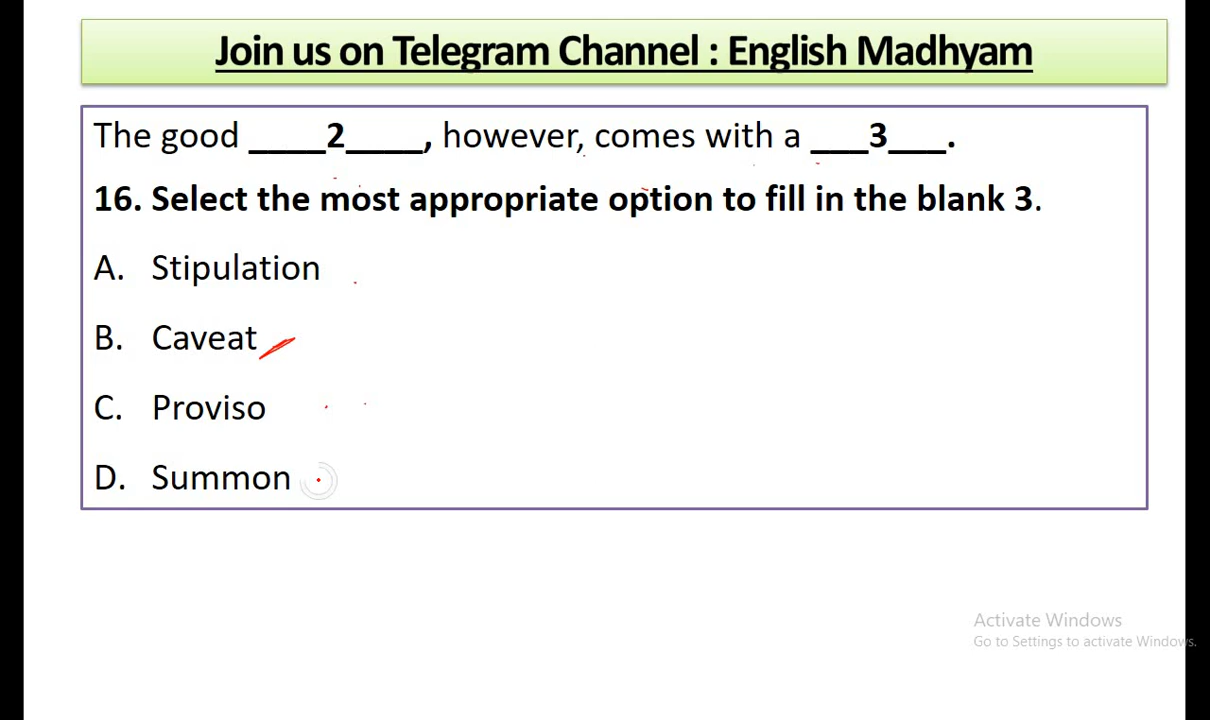 Join us on Telegram Channel : English Madhyam
The good ____2____, however, comes with a ___3___.
16. Select the most appropriate option to fill in the blank 3.
A. Stipulation
B. Caveat
C. Proviso
D. Summon
Activate Windows
Go to Settings to activate Windows.